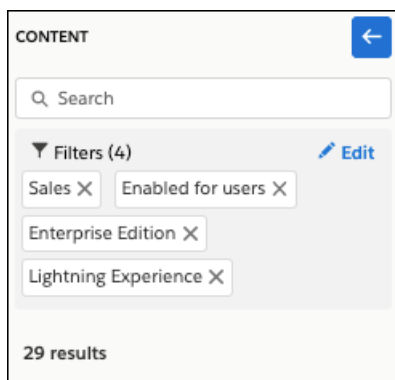 CONTENT
Search
Filters (4) Edit
Sales Enabled for users
Enterprise Edition
Lightning Experience
29 results